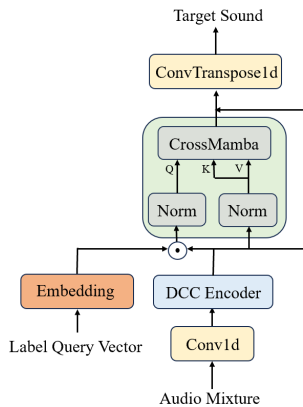 Target Sound
ConvTranspose1d
CrossMamba
Q K V
Norm Norm
Embedding DCC Encoder
Label Query Vector Conv1d
Audio Mixture